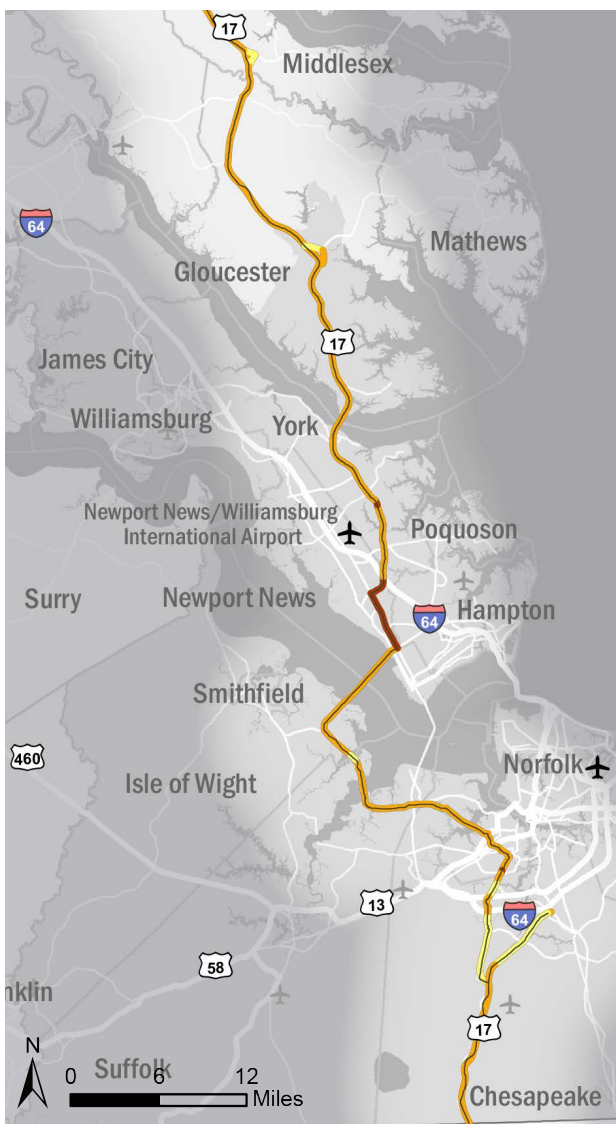 17
Middlesex
64
Mathews
Gloucester
17
James City
Williamsburg
York
Newport News/Williamsburg
International Airport
Poquoson
Surry
Newport News
Hampton
64
Smithfield
460
Norfolk
Isle of Wight
13
64
58
nklin
17
N
Suffolk
0
6
12
Miles
Chesapeake